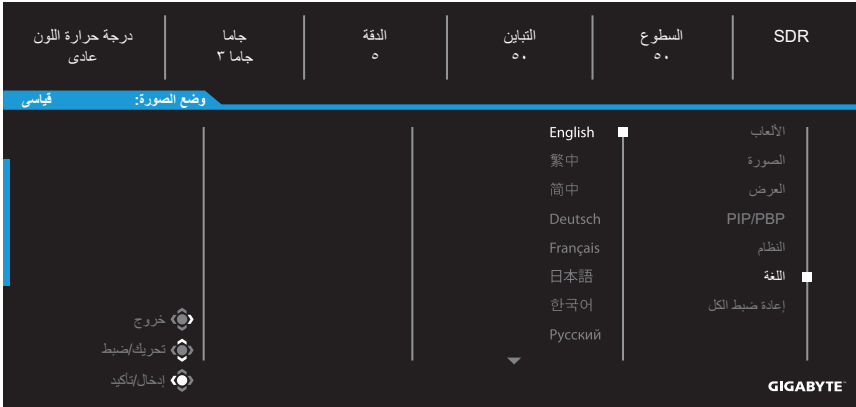 SDR
السطوع
٥٠
التباين
٥٠
الدقة
٥
جاما
جاما ٣
درجة حرارة اللون
عادى
وضع الصورة: قياسى
الألعاب
الصورة
العرض
PIP/PBP
النظام
اللغة
إعادة ضبط الكل
English
繁中
简中
Deutsch
Français
日本語
한국어
Русский
خروج
تحريك/ضبط
إدخال/تأكيد
GIGABYTE